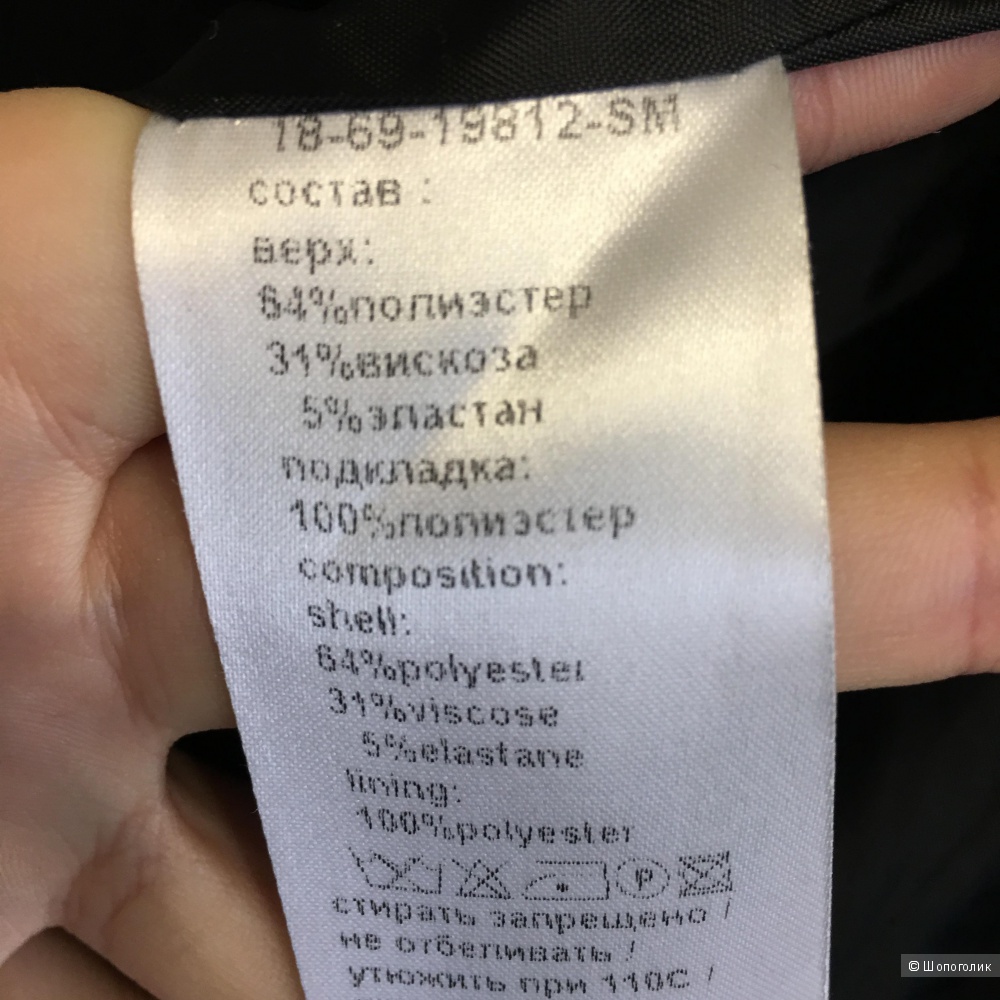 18-69-19812-SM
состав :
верх:
64%полиэстер
31%вискоза
5%эластан
подкладка:
100%полиэстер
composition:
shell:
64%polyester
31%viscose
5%elastane
lining:
100%polyester
P
стирать запрещено /
не отбеливать /
утюжить при 110С /
© Шопоголик